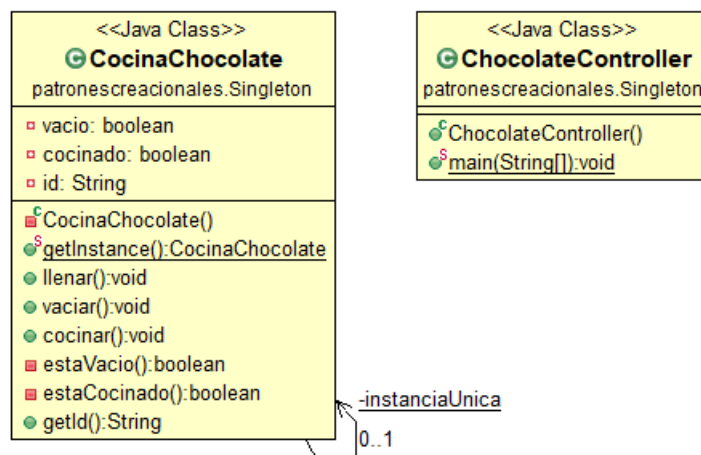 <<Java Class>>
CocinaChocolate
patronescreacionales.Singleton
vacio: boolean
cocinado: boolean
id: String
CocinaChocolate()
getInstance():CocinaChocolate
llenar():void
vaciar():void
cocinar():void
estaVacio():boolean
estaCocinado():boolean
getId():String
-instanciaUnica
0..1
<<Java Class>>
ChocolateController
patronescreacionales.Singleton
ChocolateController()
main(String[]):void